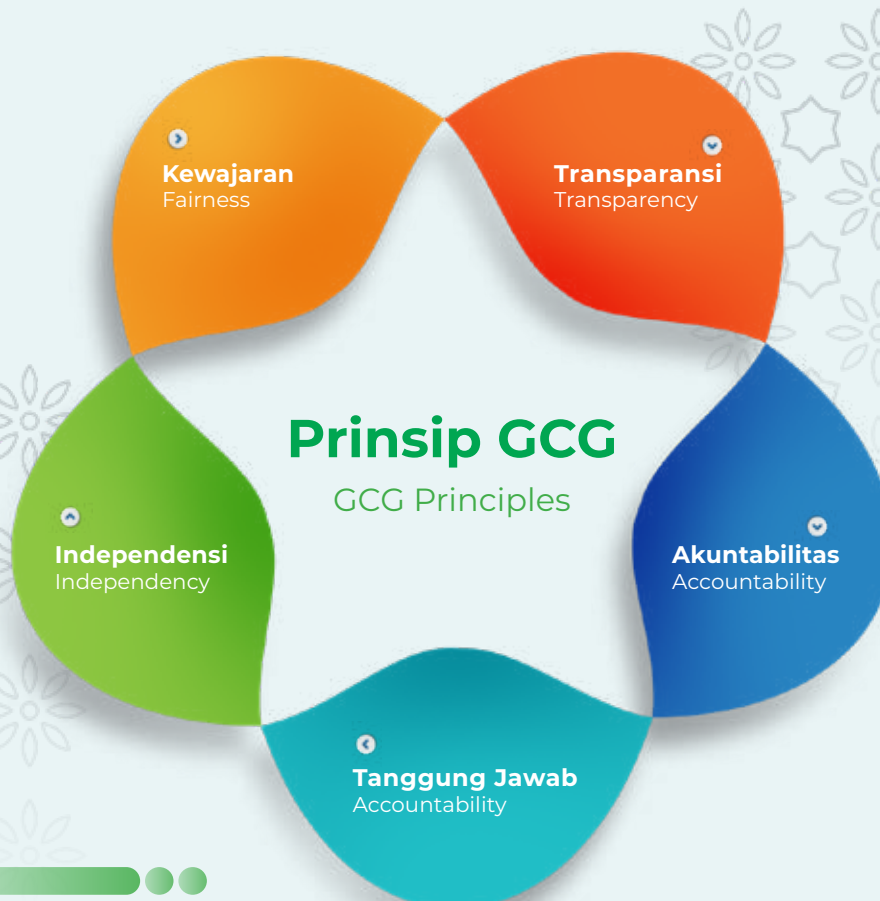 Kewajaran
Fairness
Transparansi
Transparency
Prinsip GCG
GCG Principles
Independensi
Independency
Akuntabilitas
Accountability
Tanggung Jawab
Accountability